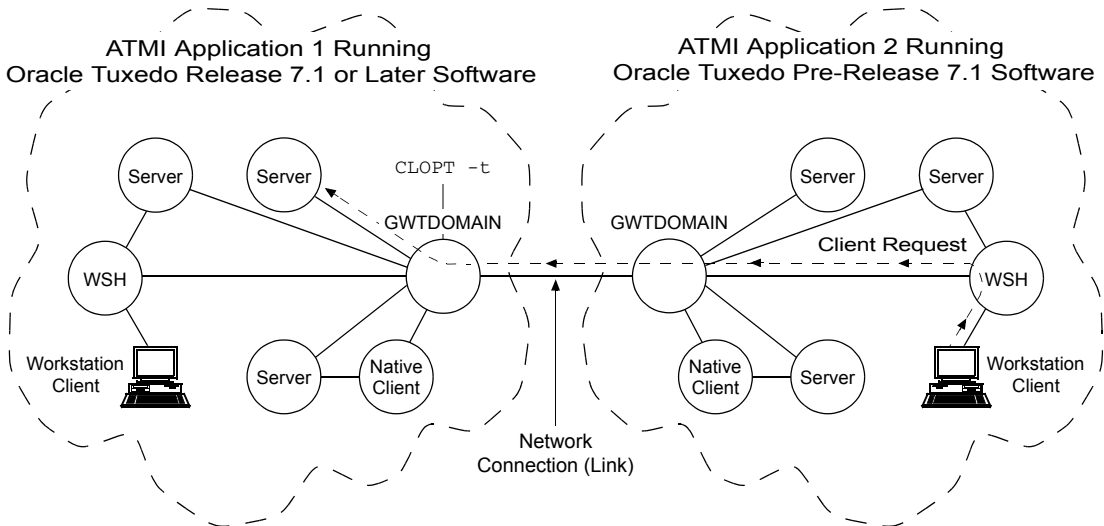 ATMI Application 1 Running
Oracle Tuxedo Release 7.1 or Later Software
ATMI Application 2 Running
Oracle Tuxedo Pre-Release 7.1 Software
Server
Server
CLOPT -t
GWTDOMAIN
WSH
Workstation
Client
Server
Native
Client
GWTDOMAIN
Server
Server
Client Request
WSH
Native
Client
Server
Workstation
Client
Network
Connection (Link)